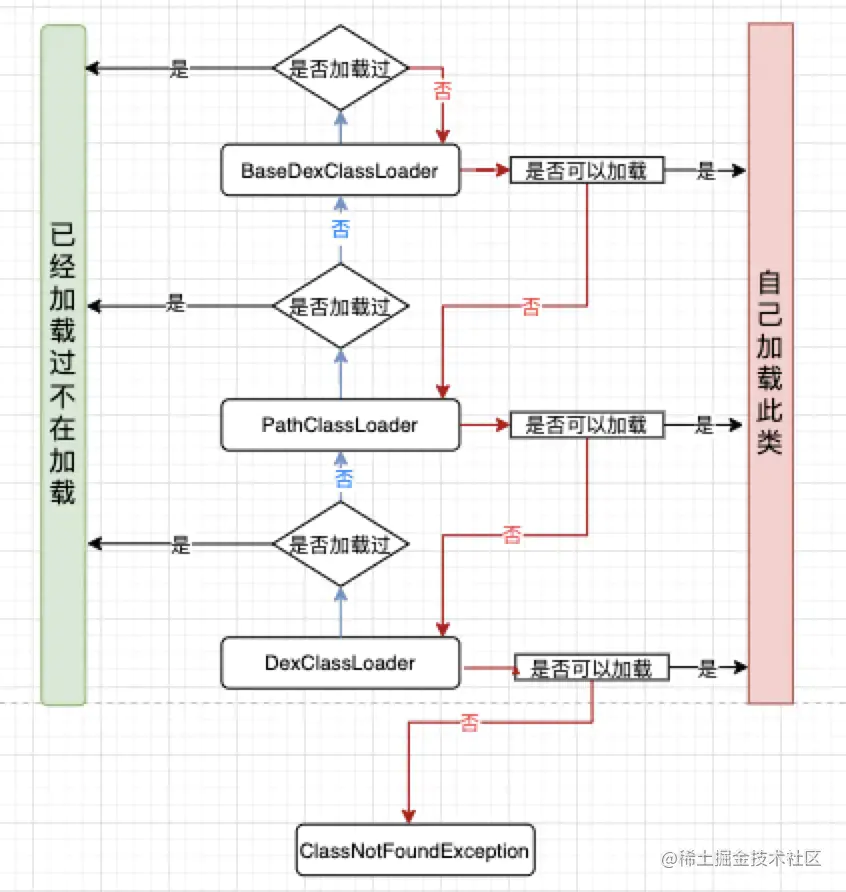 是
是否加载过
否
BaseDexClassLoader
是否可以加载
是
否
是
是否加载过
否
PathClassLoader
是否可以加载
是
否
是
是否加载过
否
DexClassLoader
是否可以加载
是
否
ClassNotFoundException
已经加载过不在加载
自己加载此类
@稀土掘金技术社区